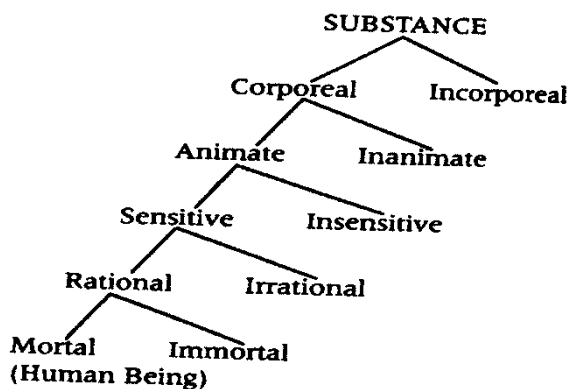 SUBSTANCE
Corporeal Incorporeal
Animate Inanimate
Sensitive Insensitive
Rational Irrational
Mortal Immortal
(Human Being)